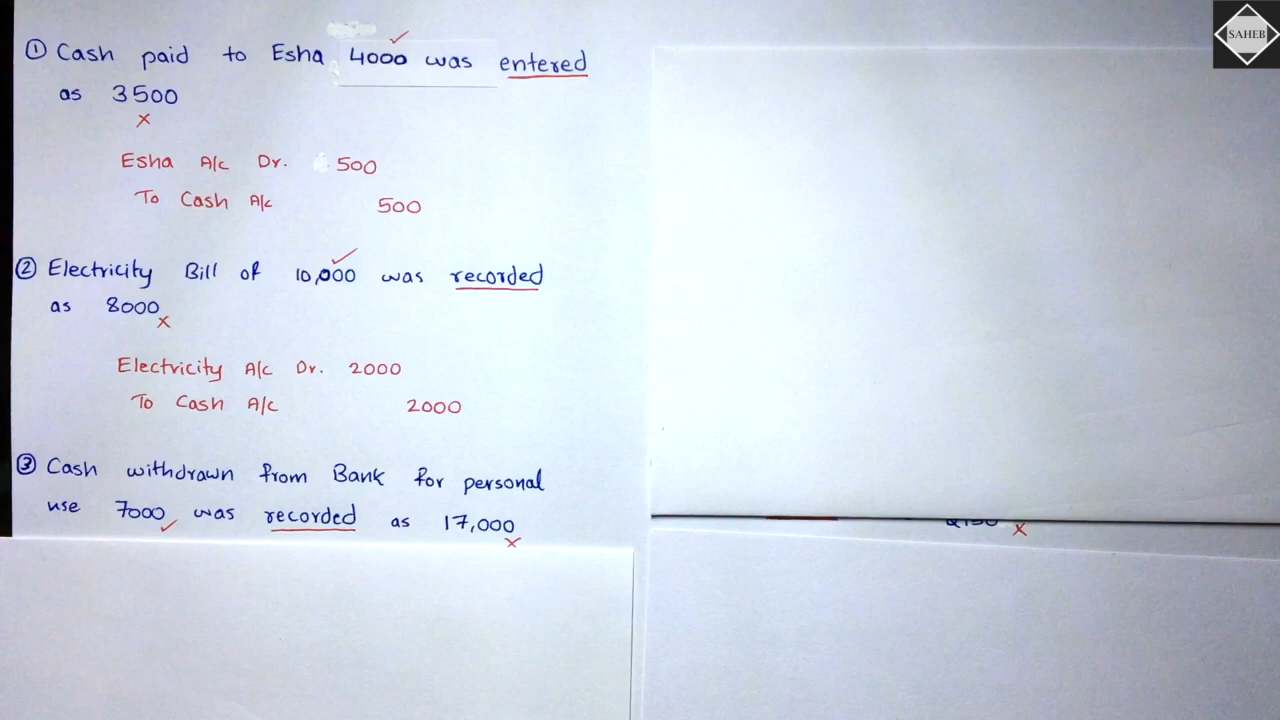 SAHEB
① Cash paid to Esha 4000 was entered
as 3500
Esha A/c Dr. 500
To Cash A/c 500
② Electricity Bill of 10,000 was recorded
as 8000
Electricity A/c Dr. 2000
To Cash A/c 2000
③ Cash withdrawn from Bank for personal
use 7000 was recorded as 17,000